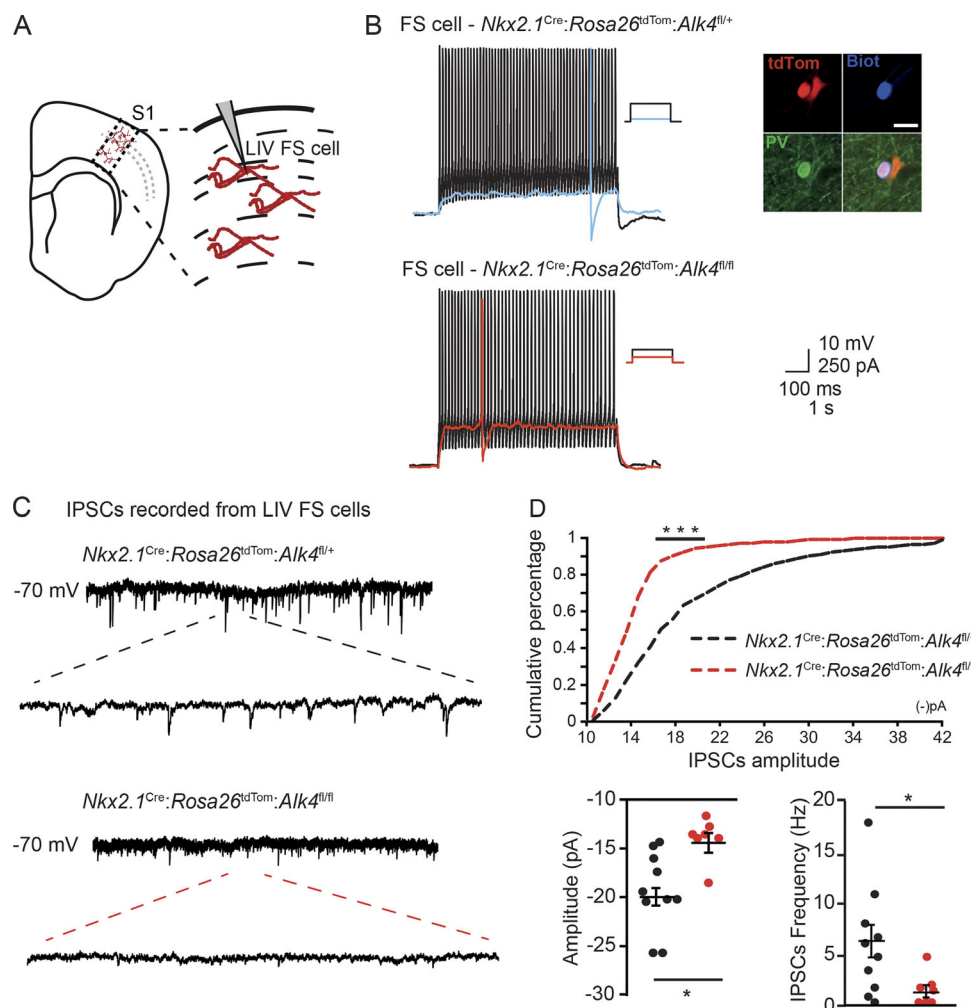 A
S1
LIV FS cell
B
FS cell - Nkx2.1Cre:Rosa26tdTom:Alk4fl/+
tdTom
Biot
PV
FS cell - Nkx2.1Cre:Rosa26tdTom:Alk4fl/fl
10 mV
250 pA
100 ms
1 s
C
IPSCs recorded from LIV FS cells
Nkx2.1Cre:Rosa26tdTom:Alk4fl/+
-70 mV
Nkx2.1Cre:Rosa26tdTom:Alk4fl/fl
-70 mV
D
* * *
Cumulative percentage
1
0.8
0.6
0.4
0.2
0
Nkx2.1Cre:Rosa26tdTom:Alk4fl/
Nkx2.1Cre:Rosa26tdTom:Alk4fl/
(-)pA
10 14 18 22 26 30 34 38 42
IPSCs amplitude
Amplitude (pA)
-10
-15
-20
-25
-30
*
IPSCs Frequency (Hz)
20
15
10
5
0
*